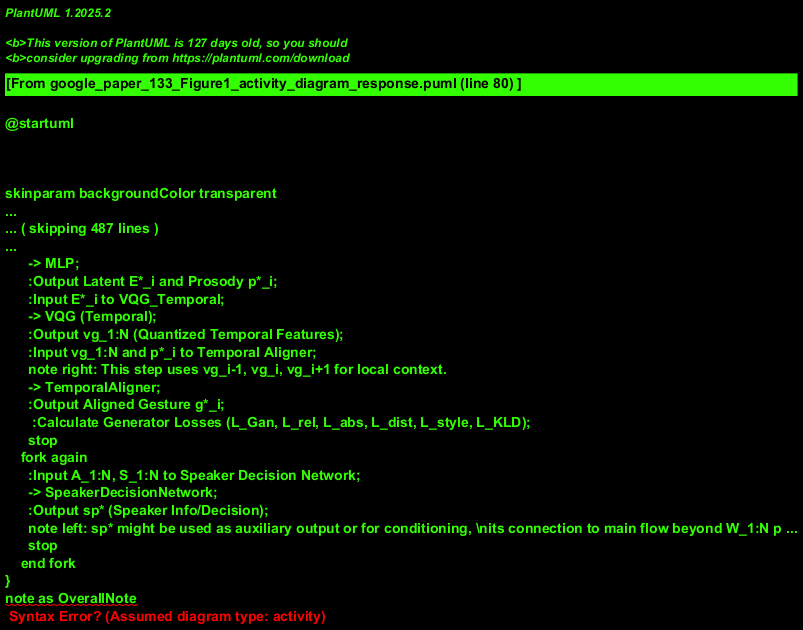 PlantUML 1.2025.2
<b>This version of PlantUML is 127 days old, so you should
<b>consider upgrading from https://plantuml.com/download
[From google_paper_133_Figure1_activity_diagram_response.puml (line 80) ]
@startuml
skinparam backgroundColor transparent
...
... ( skipping 487 lines )
...
-> MLP;
:Output Latent E*_i and Prosody p*_i;
:Input E*_i to VQG_Temporal;
-> VQG (Temporal);
:Output vg_1:N (Quantized Temporal Features);
:Input vg_1:N and p*_i to Temporal Aligner;
note right: This step uses vg_i-1, vg_i, vg_i+1 for local context.
-> TemporalAligner;
:Output Aligned Gesture g*_i;
:Calculate Generator Losses (L_Gan, L_rel, L_abs, L_dist, L_style, L_KLD);
stop
fork again
:Input A_1:N, S_1:N to Speaker Decision Network;
-> SpeakerDecisionNetwork;
:Output sp* (Speaker Info/Decision);
note left: sp* might be used as auxiliary output or for conditioning, \nits connection to main flow beyond W_1:N p ...
stop
end fork
}
note as OverallNote
Syntax Error? (Assumed diagram type: activity)